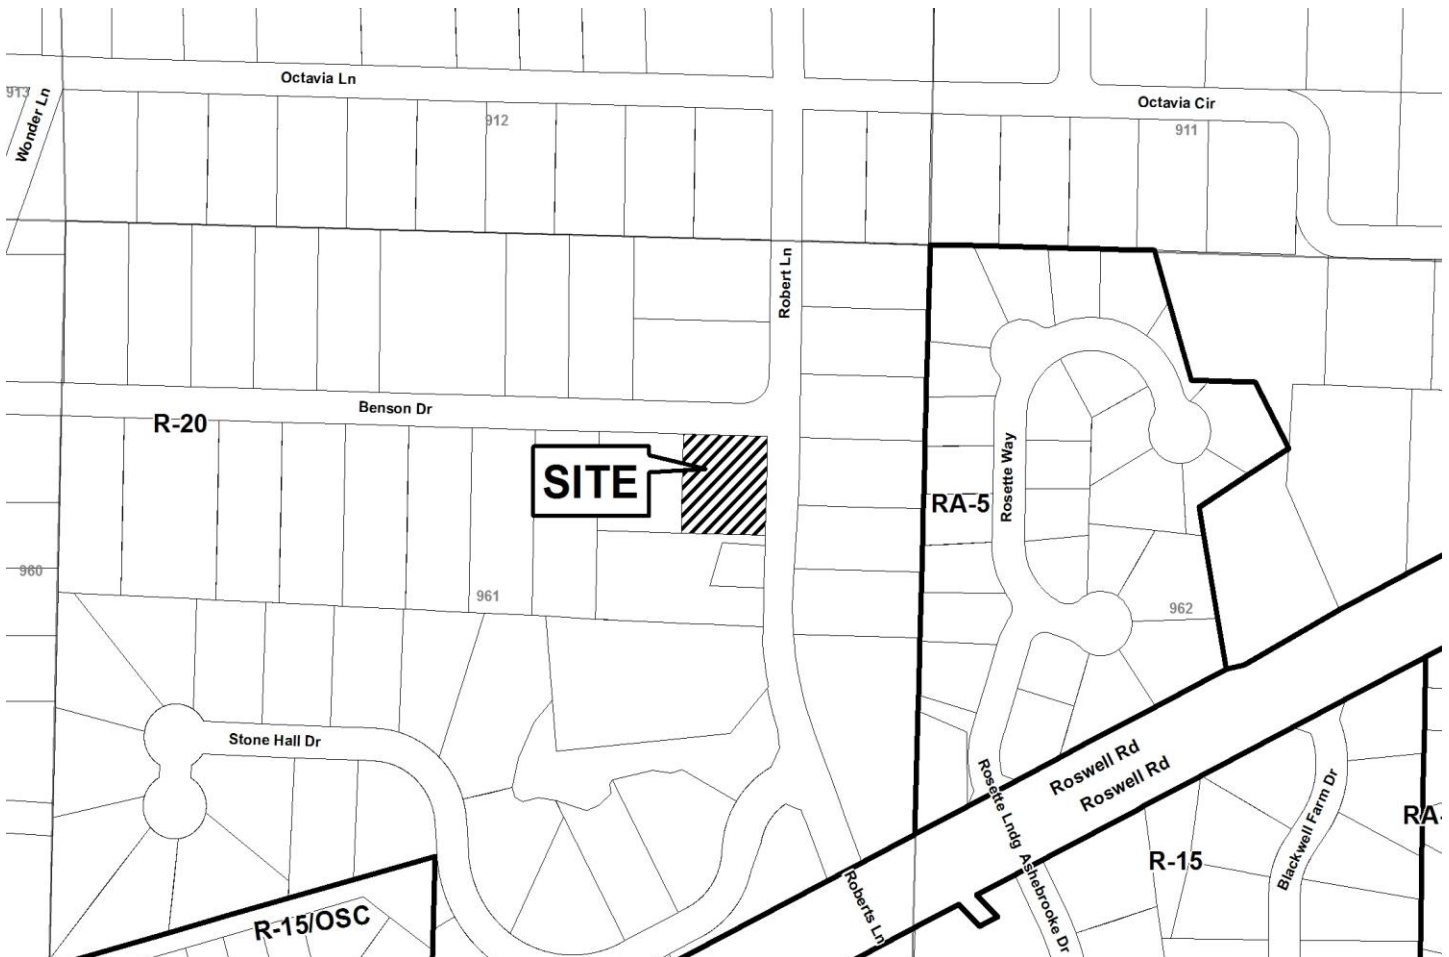 Octavia Ln
913
Wonder Ln
912
Octavia Cir
911
Robert Ln
Benson Dr
R-20
SITE
Rosette Way
RA-5
960
961
962
Stone Hall Dr
Roswell Rd
Roswell Rd
Rosette Lndg
Ashebrooke Dr
Blackwell Farm Dr
RA-
R-15
Roberts Ln
R-15/OSC